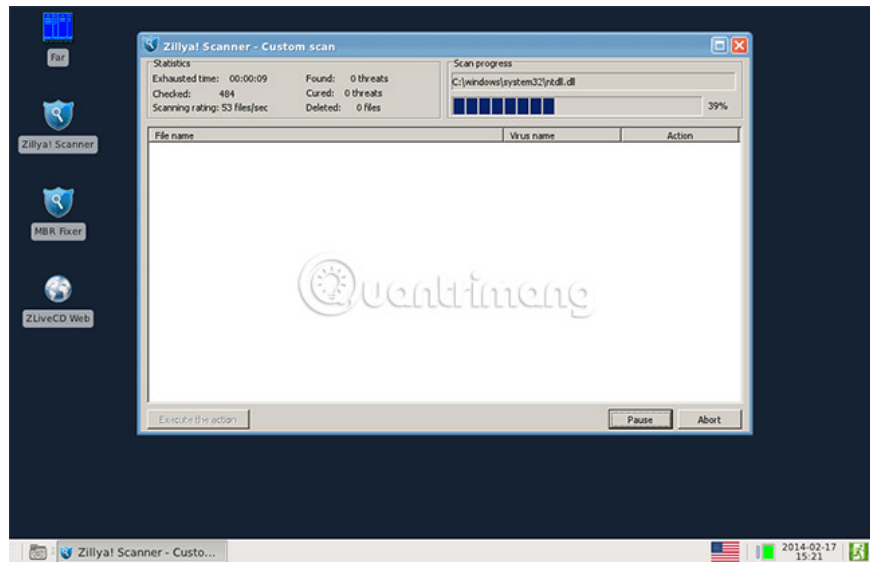 Far
Zillya! Scanner
MBR Fixer
ZLiveCD Web
Zillya! Scanner - Custom scan
Statistics
Exhausted time: 00:00:09 Found: 0 threats
Checked: 484 Cured: 0 threats
Scanning rating: 53 files/sec Deleted: 0 files
Scan progress
C:\windows\system32\ntdll.dll
39%
File name Virus name Action
Quantrimang
Execute the action Pause Abort
Zillya! Scanner - Custo...
2014-02-17
15:21